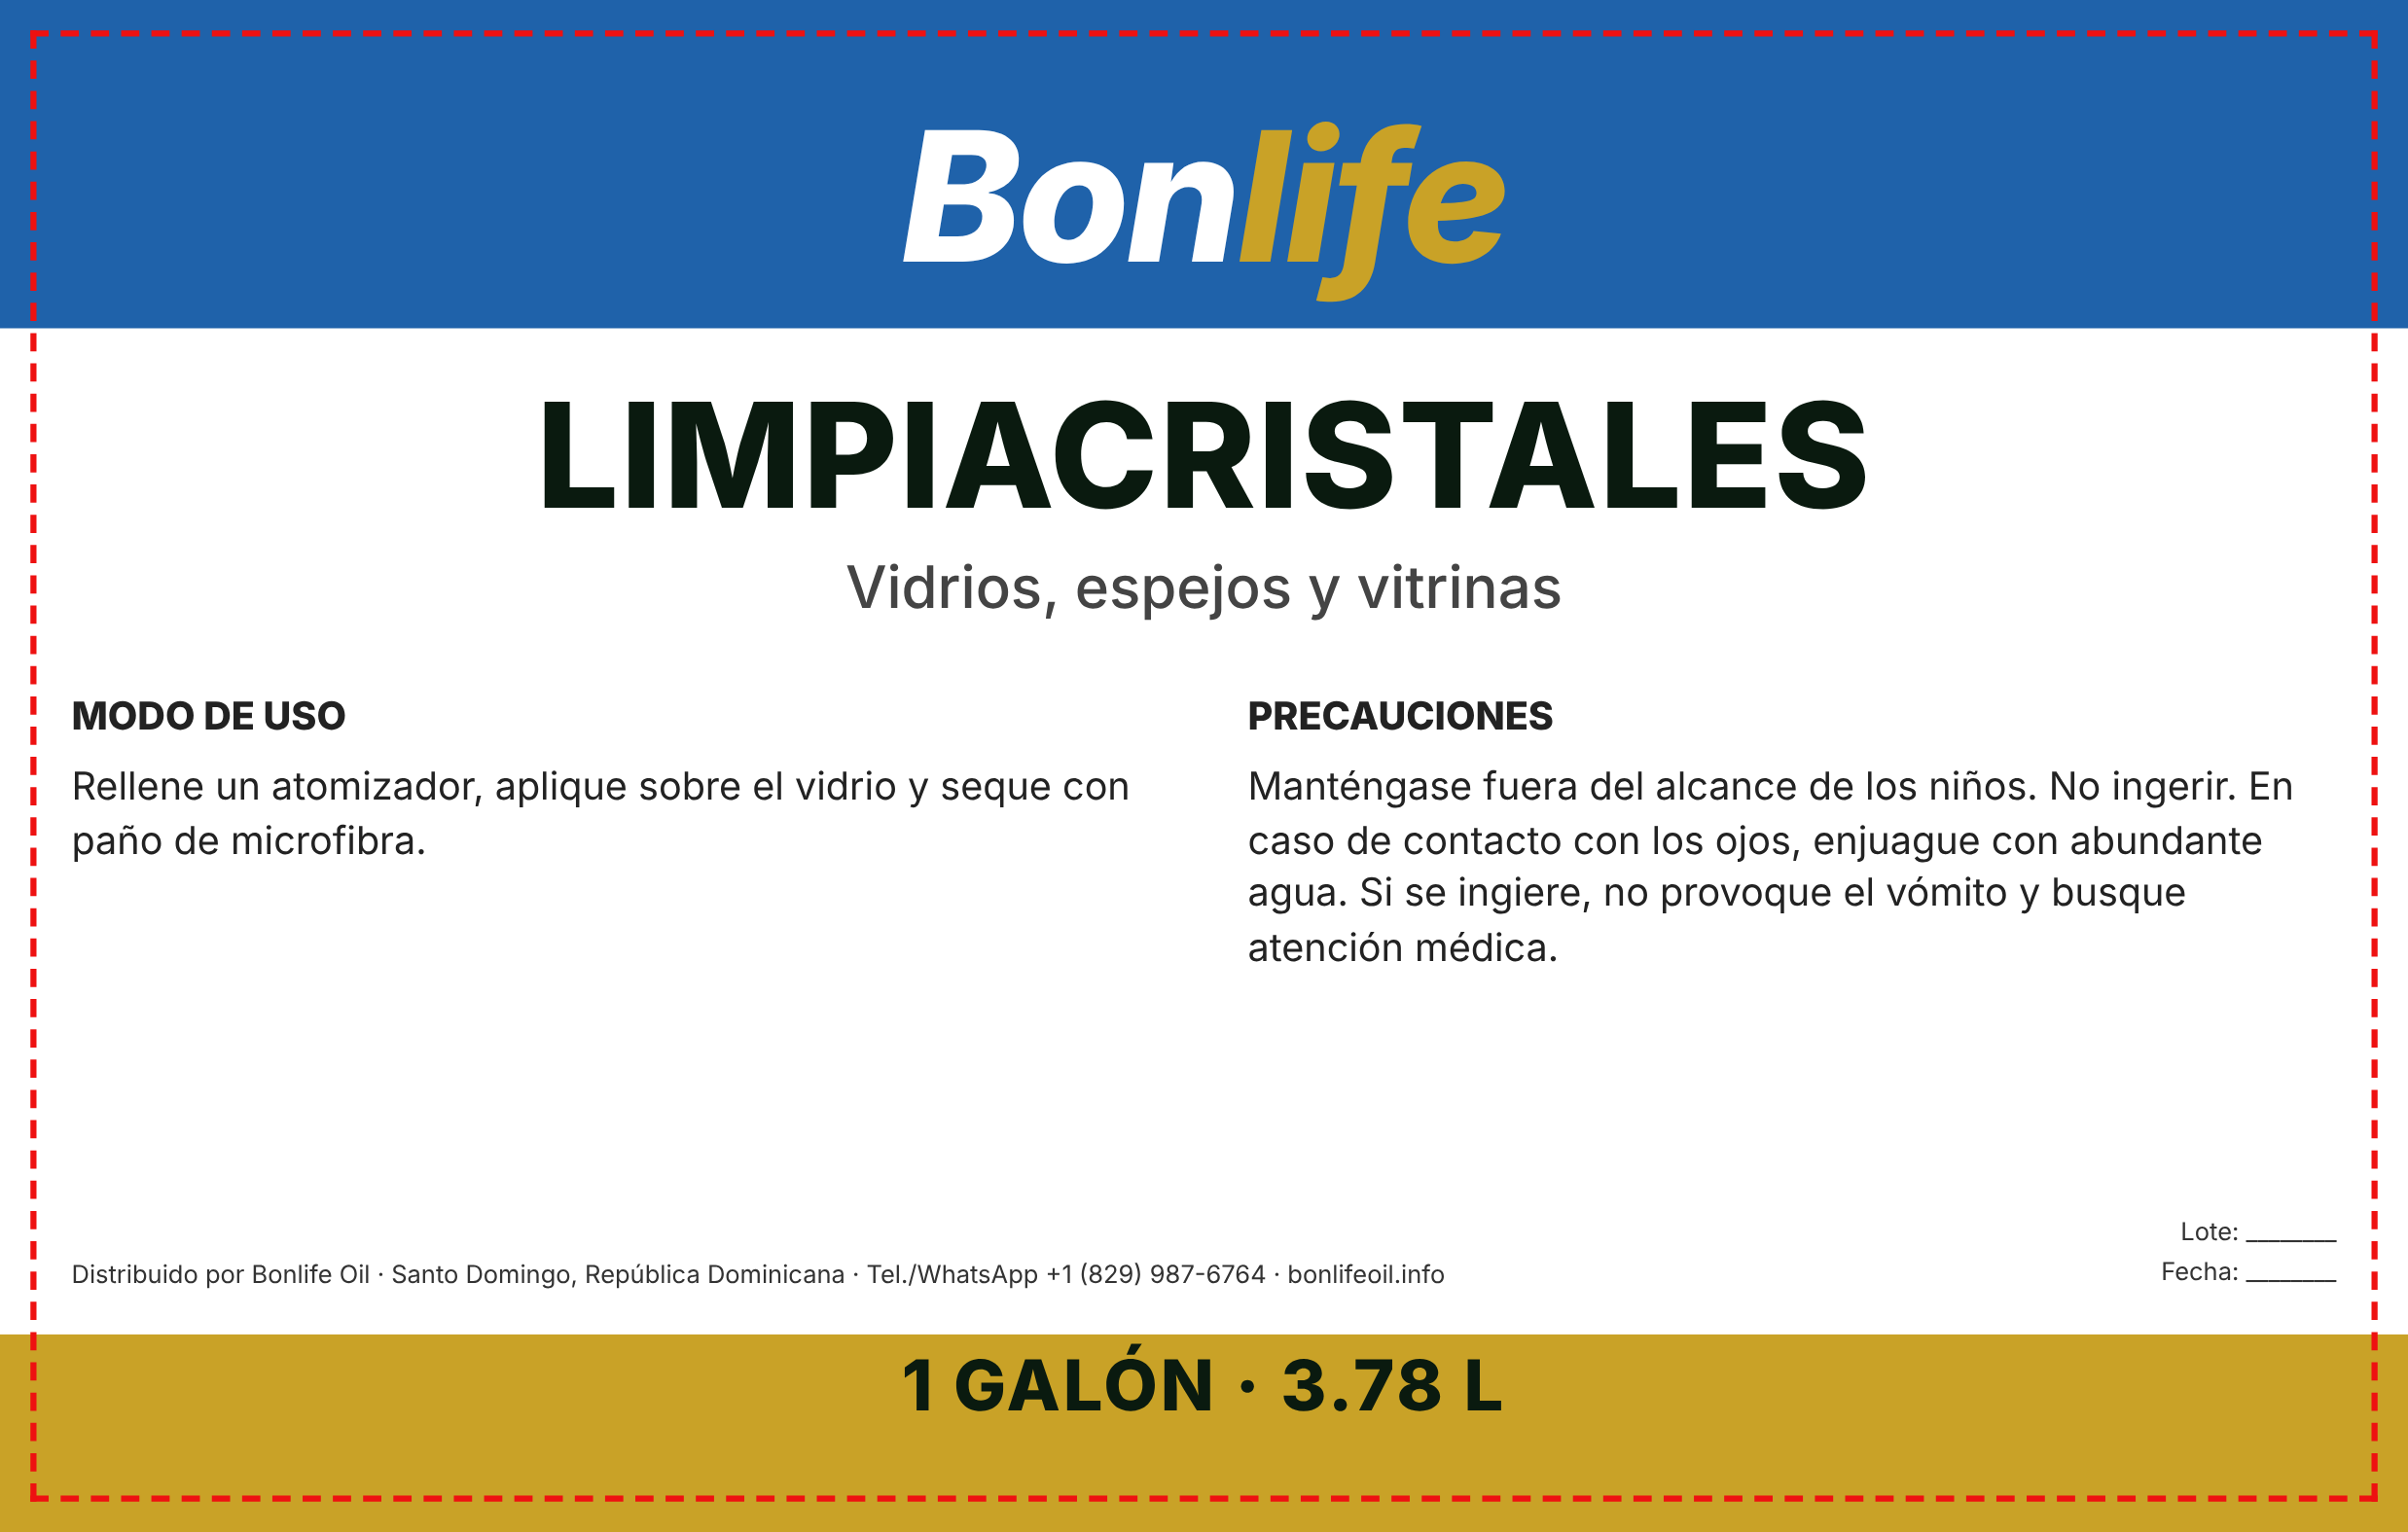 Bonlife
LIMPIACRISTALES
Vidrios, espejos y vitrinas
MODO DE USO
Rellene un atomizador, aplique sobre el vidrio y seque con
paño de microfibra.
PRECAUCIONES
Manténgase fuera del alcance de los niños. No ingerir. En
caso de contacto con los ojos, enjuague con abundante
agua. Si se ingiere, no provoque el vómito y busque
atención médica.
Distribuido por Bonlife Oil · Santo Domingo, República Dominicana · Tel./WhatsApp +1 (829) 987-6764 · bonlifeoil.info
Lote: ________
Fecha: ________
1 GALÓN · 3.78 L